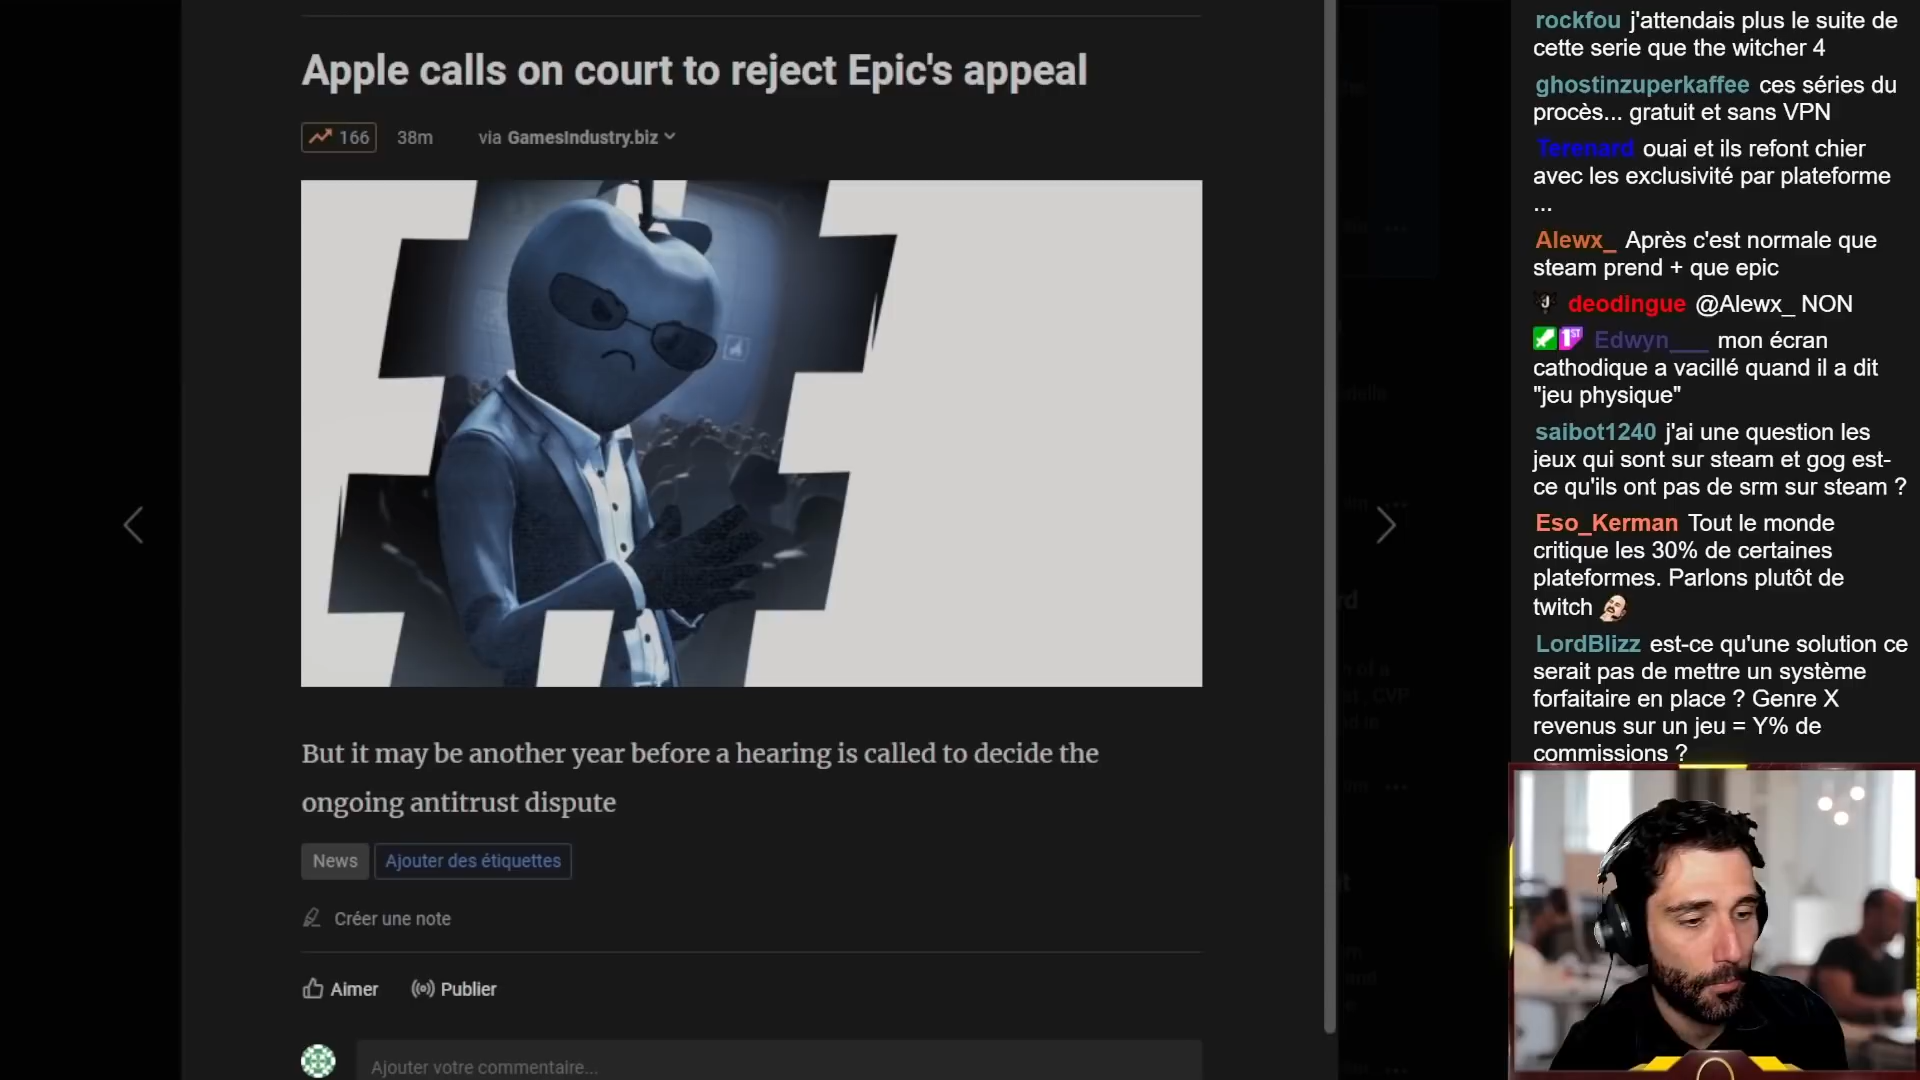 Apple calls on court to reject Epic's appeal
166 38m via GamesIndustry.biz
But it may be another year before a hearing is called to decide the
ongoing antitrust dispute
News Ajouter des étiquettes
Créer une note
Aimer Publier
Ajouter votre commentaire...
rockfou j'attendais plus le suite de
cette serie que the witcher 4
ghostinzuperkaffee ces séries du
procès... gratuit et sans VPN
Terenard ouai et ils refont chier
avec les exclusivité par plateforme
...
Alewx_ Après c'est normale que
steam prend + que epic
deodingue @Alewx_ NON
1ST Edwyn___ mon écran
cathodique a vacillé quand il a dit
"jeu physique"
saibot1240 j'ai une question les
jeux qui sont sur steam et gog est-
ce qu'ils ont pas de srm sur steam ?
Eso_Kerman Tout le monde
critique les 30% de certaines
plateformes. Parlons plutôt de
twitch
LordBlizz est-ce qu'une solution ce
serait pas de mettre un système
forfaitaire en place ? Genre X
revenus sur un jeu = Y% de
commissions ?